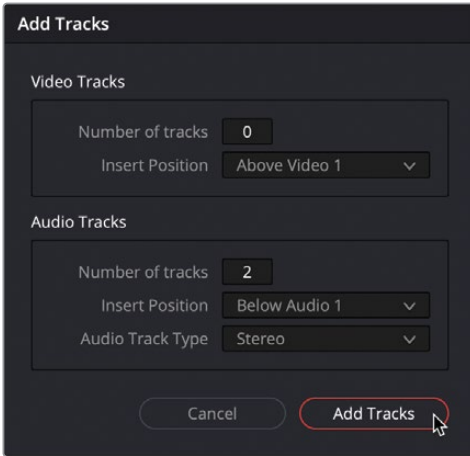 Add Tracks
Video Tracks
Number of tracks 0
Insert Position Above Video 1
Audio Tracks
Number of tracks 2
Insert Position Below Audio 1
Audio Track Type Stereo
Cancel Add Tracks